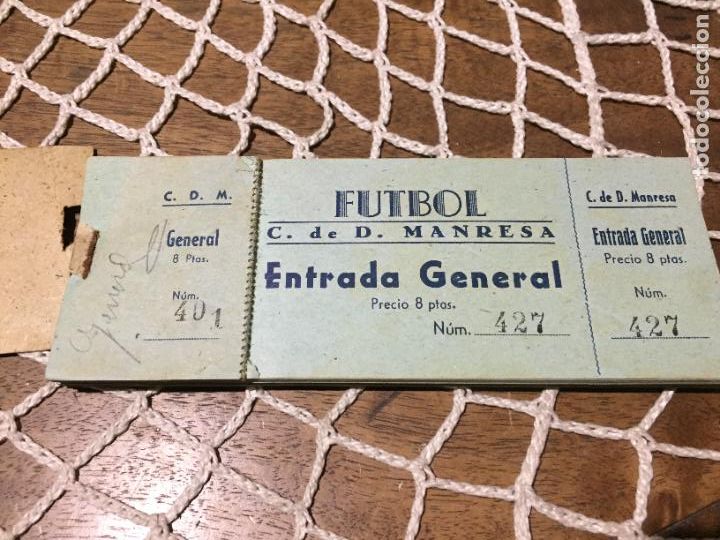 C. D. M.
General
8 Ptas.
Núm.
401
General
FUTBOL
C. de D. MANRESA
Entrada General
Precio 8 ptas.
Núm. 427
C. de D. Manresa
Entrada General
Precio 8 ptas.
Núm.
427
todocoleccion